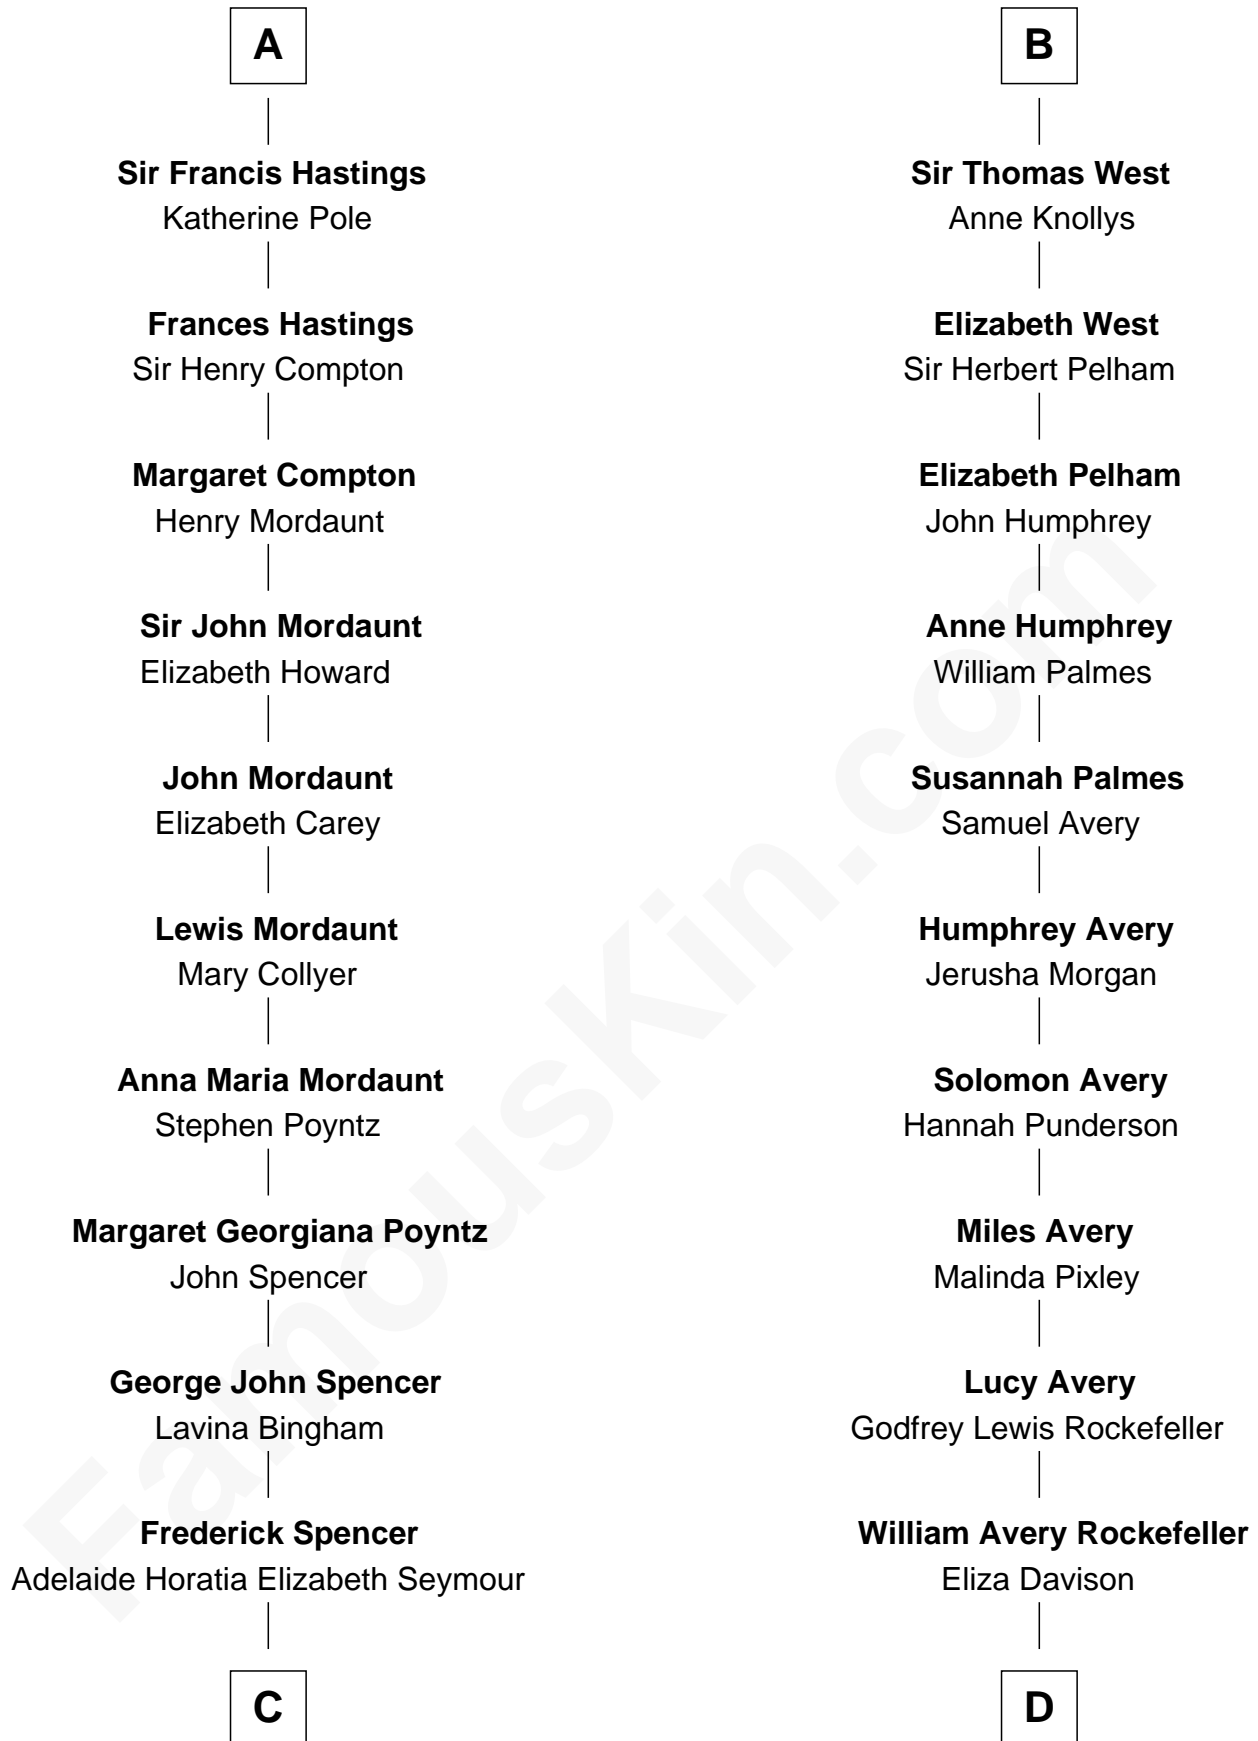 A
Sir Francis Hastings
Katherine Pole
Frances Hastings
Sir Henry Compton
Margaret Compton
Henry Mordaunt
Sir John Mordaunt
Elizabeth Howard
John Mordaunt
Elizabeth Carey
Lewis Mordaunt
Mary Collyer
Anna Maria Mordaunt
Stephen Poyntz
Margaret Georgiana Poyntz
John Spencer
George John Spencer
Lavina Bingham
Frederick Spencer
Adelaide Horatia Elizabeth Seymour
C
B
Sir Thomas West
Anne Knollys
Elizabeth West
Sir Herbert Pelham
Elizabeth Pelham
John Humphrey
Anne Humphrey
William Palmes
Susannah Palmes
Samuel Avery
Humphrey Avery
Jerusha Morgan
Solomon Avery
Hannah Punderson
Miles Avery
Malinda Pixley
Lucy Avery
Godfrey Lewis Rockefeller
William Avery Rockefeller
Eliza Davison
D
FamousKin.com